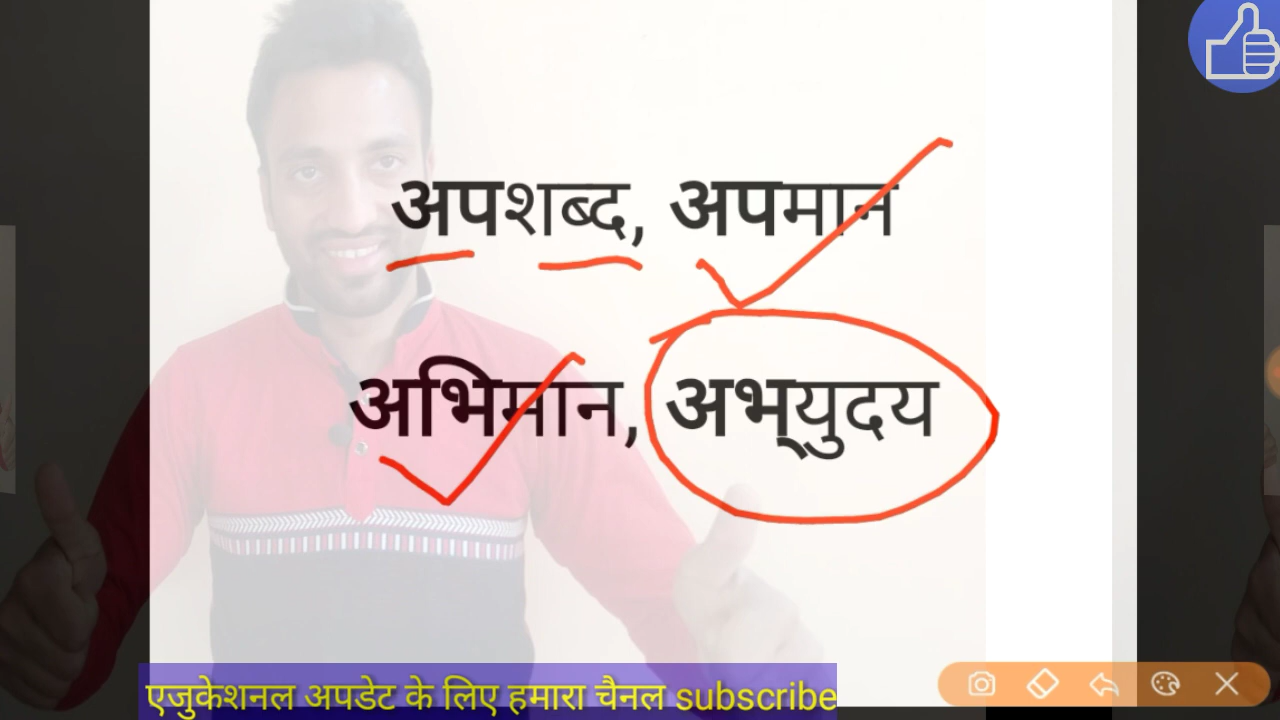 अपशब्द, अपमान
अभिमान, अभ्‌युदय
एजुकेशनल अपडेट के लिए हमारा चैनल subscribe